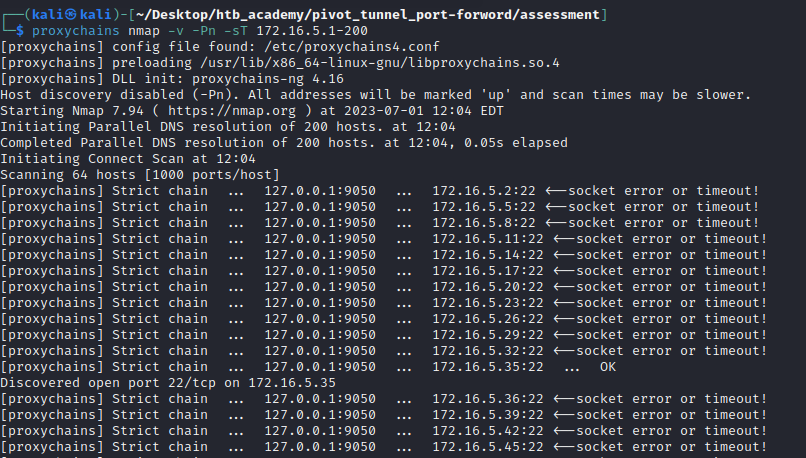 ┌──(kali㉿kali)-[~/Desktop/htb_academy/pivot_tunnel_port-forword/assessment]
└─$ proxychains nmap -v -Pn -sT 172.16.5.1-200
[proxychains] config file found: /etc/proxychains4.conf
[proxychains] preloading /usr/lib/x86_64-linux-gnu/libproxychains.so.4
[proxychains] DLL init: proxychains-ng 4.16
Host discovery disabled (-Pn). All addresses will be marked 'up' and scan times may be slower.
Starting Nmap 7.94 ( https://nmap.org ) at 2023-07-01 12:04 EDT
Initiating Parallel DNS resolution of 200 hosts. at 12:04
Completed Parallel DNS resolution of 200 hosts. at 12:04, 0.05s elapsed
Initiating Connect Scan at 12:04
Scanning 64 hosts [1000 ports/host]
[proxychains] Strict chain  ...  127.0.0.1:9050  ...  172.16.5.2:22 <--socket error or timeout!
[proxychains] Strict chain  ...  127.0.0.1:9050  ...  172.16.5.5:22 <--socket error or timeout!
[proxychains] Strict chain  ...  127.0.0.1:9050  ...  172.16.5.8:22 <--socket error or timeout!
[proxychains] Strict chain  ...  127.0.0.1:9050  ...  172.16.5.11:22 <--socket error or timeout!
[proxychains] Strict chain  ...  127.0.0.1:9050  ...  172.16.5.14:22 <--socket error or timeout!
[proxychains] Strict chain  ...  127.0.0.1:9050  ...  172.16.5.17:22 <--socket error or timeout!
[proxychains] Strict chain  ...  127.0.0.1:9050  ...  172.16.5.20:22 <--socket error or timeout!
[proxychains] Strict chain  ...  127.0.0.1:9050  ...  172.16.5.23:22 <--socket error or timeout!
[proxychains] Strict chain  ...  127.0.0.1:9050  ...  172.16.5.26:22 <--socket error or timeout!
[proxychains] Strict chain  ...  127.0.0.1:9050  ...  172.16.5.29:22 <--socket error or timeout!
[proxychains] Strict chain  ...  127.0.0.1:9050  ...  172.16.5.32:22 <--socket error or timeout!
[proxychains] Strict chain  ...  127.0.0.1:9050  ...  172.16.5.35:22  ...  OK
Discovered open port 22/tcp on 172.16.5.35
[proxychains] Strict chain  ...  127.0.0.1:9050  ...  172.16.5.36:22 <--socket error or timeout!
[proxychains] Strict chain  ...  127.0.0.1:9050  ...  172.16.5.39:22 <--socket error or timeout!
[proxychains] Strict chain  ...  127.0.0.1:9050  ...  172.16.5.42:22 <--socket error or timeout!
[proxychains] Strict chain  ...  127.0.0.1:9050  ...  172.16.5.45:22 <--socket error or timeout!